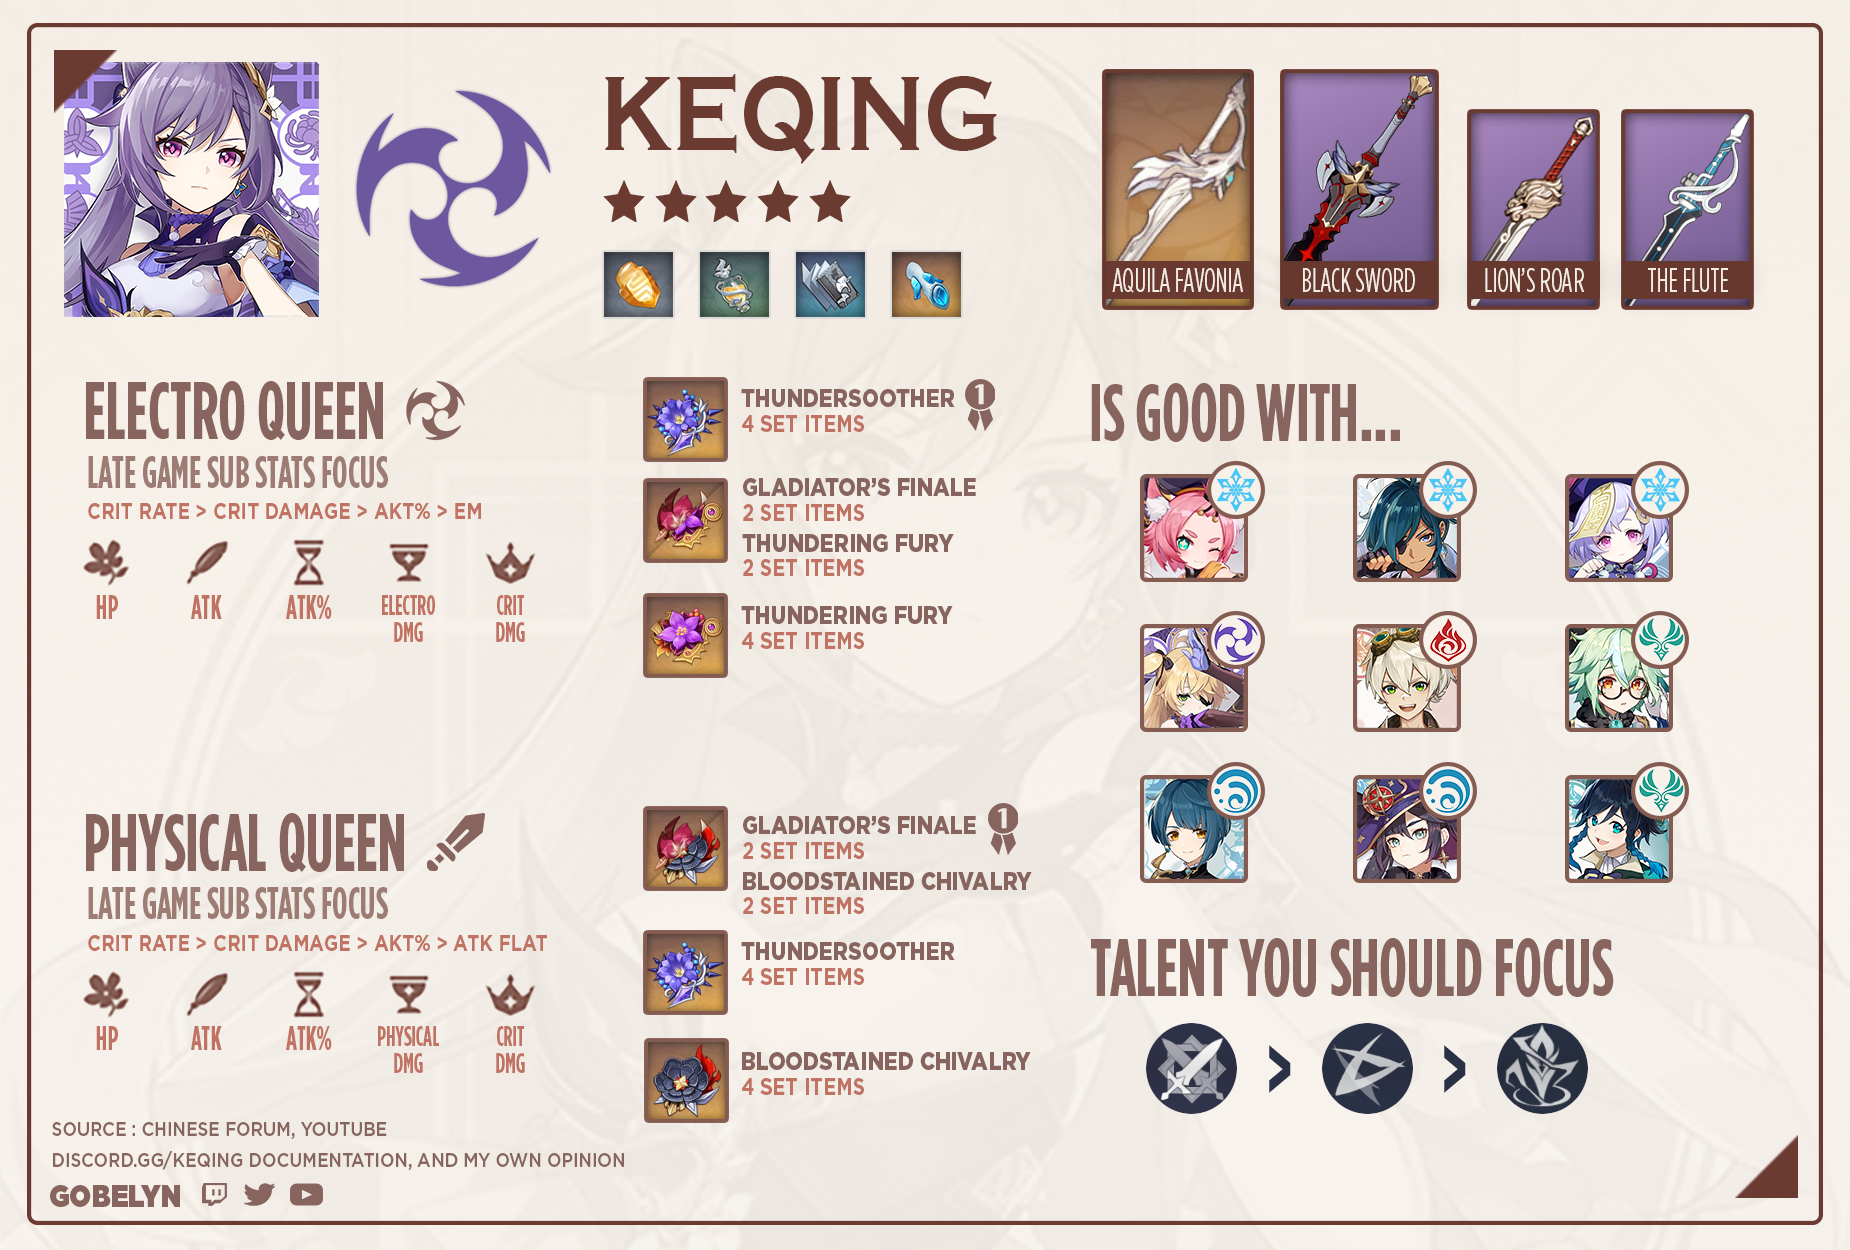 KEQING
AQUILA FAVONIA
BLACK SWORD
LION'S ROAR
THE FLUTE
ELECTRO QUEEN
LATE GAME SUB STATS FOCUS
CRIT RATE > CRIT DAMAGE > AKT% > EM
HP
ATK
ATK%
ELECTRO
DMG
CRIT
DMG
THUNDERSOOTHER 1
4 SET ITEMS
GLADIATOR'S FINALE
2 SET ITEMS
THUNDERING FURY
2 SET ITEMS
THUNDERING FURY
4 SET ITEMS
IS GOOD WITH...
PHYSICAL QUEEN
LATE GAME SUB STATS FOCUS
CRIT RATE > CRIT DAMAGE > AKT% > ATK FLAT
HP
ATK
ATK%
PHYSICAL
DMG
CRIT
DMG
GLADIATOR'S FINALE 1
2 SET ITEMS
BLOODSTAINED CHIVALRY
2 SET ITEMS
THUNDERSOOTHER
4 SET ITEMS
BLOODSTAINED CHIVALRY
4 SET ITEMS
TALENT YOU SHOULD FOCUS
> >
SOURCE : CHINESE FORUM, YOUTUBE
DISCORD.GG/KEQING DOCUMENTATION, AND MY OWN OPINION
GOBELYN